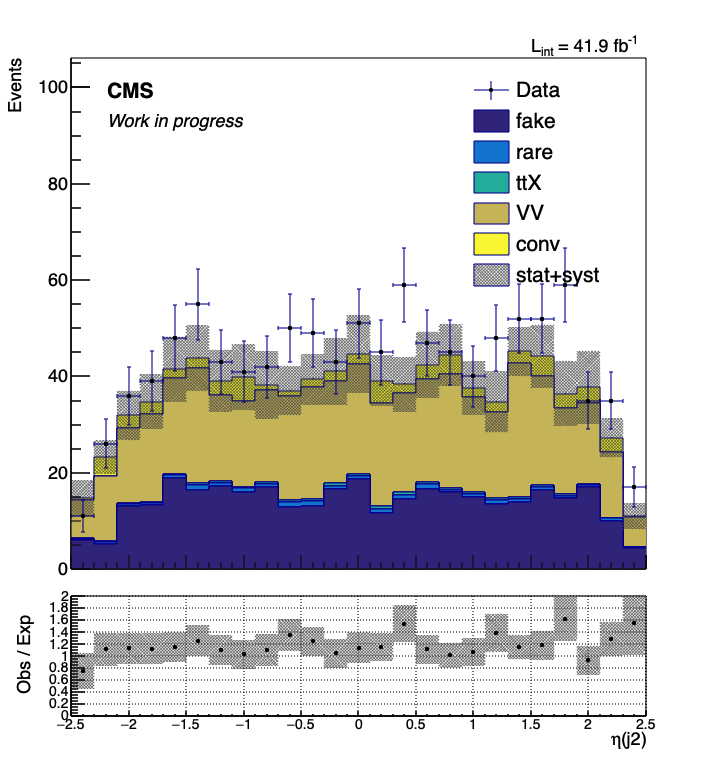 L_int = 41.9 fb^-1
Events
100
80
60
40
20
0
CMS
Work in progress
Data
fake
rare
ttX
VV
conv
stat+syst
Obs / Exp
2
1.8
1.6
1.4
1.2
1
0.8
0.6
0.4
0.2
0
−2.5 −2 −1.5 −1 −0.5 0 0.5 1 1.5 2 2.5
η(j2)